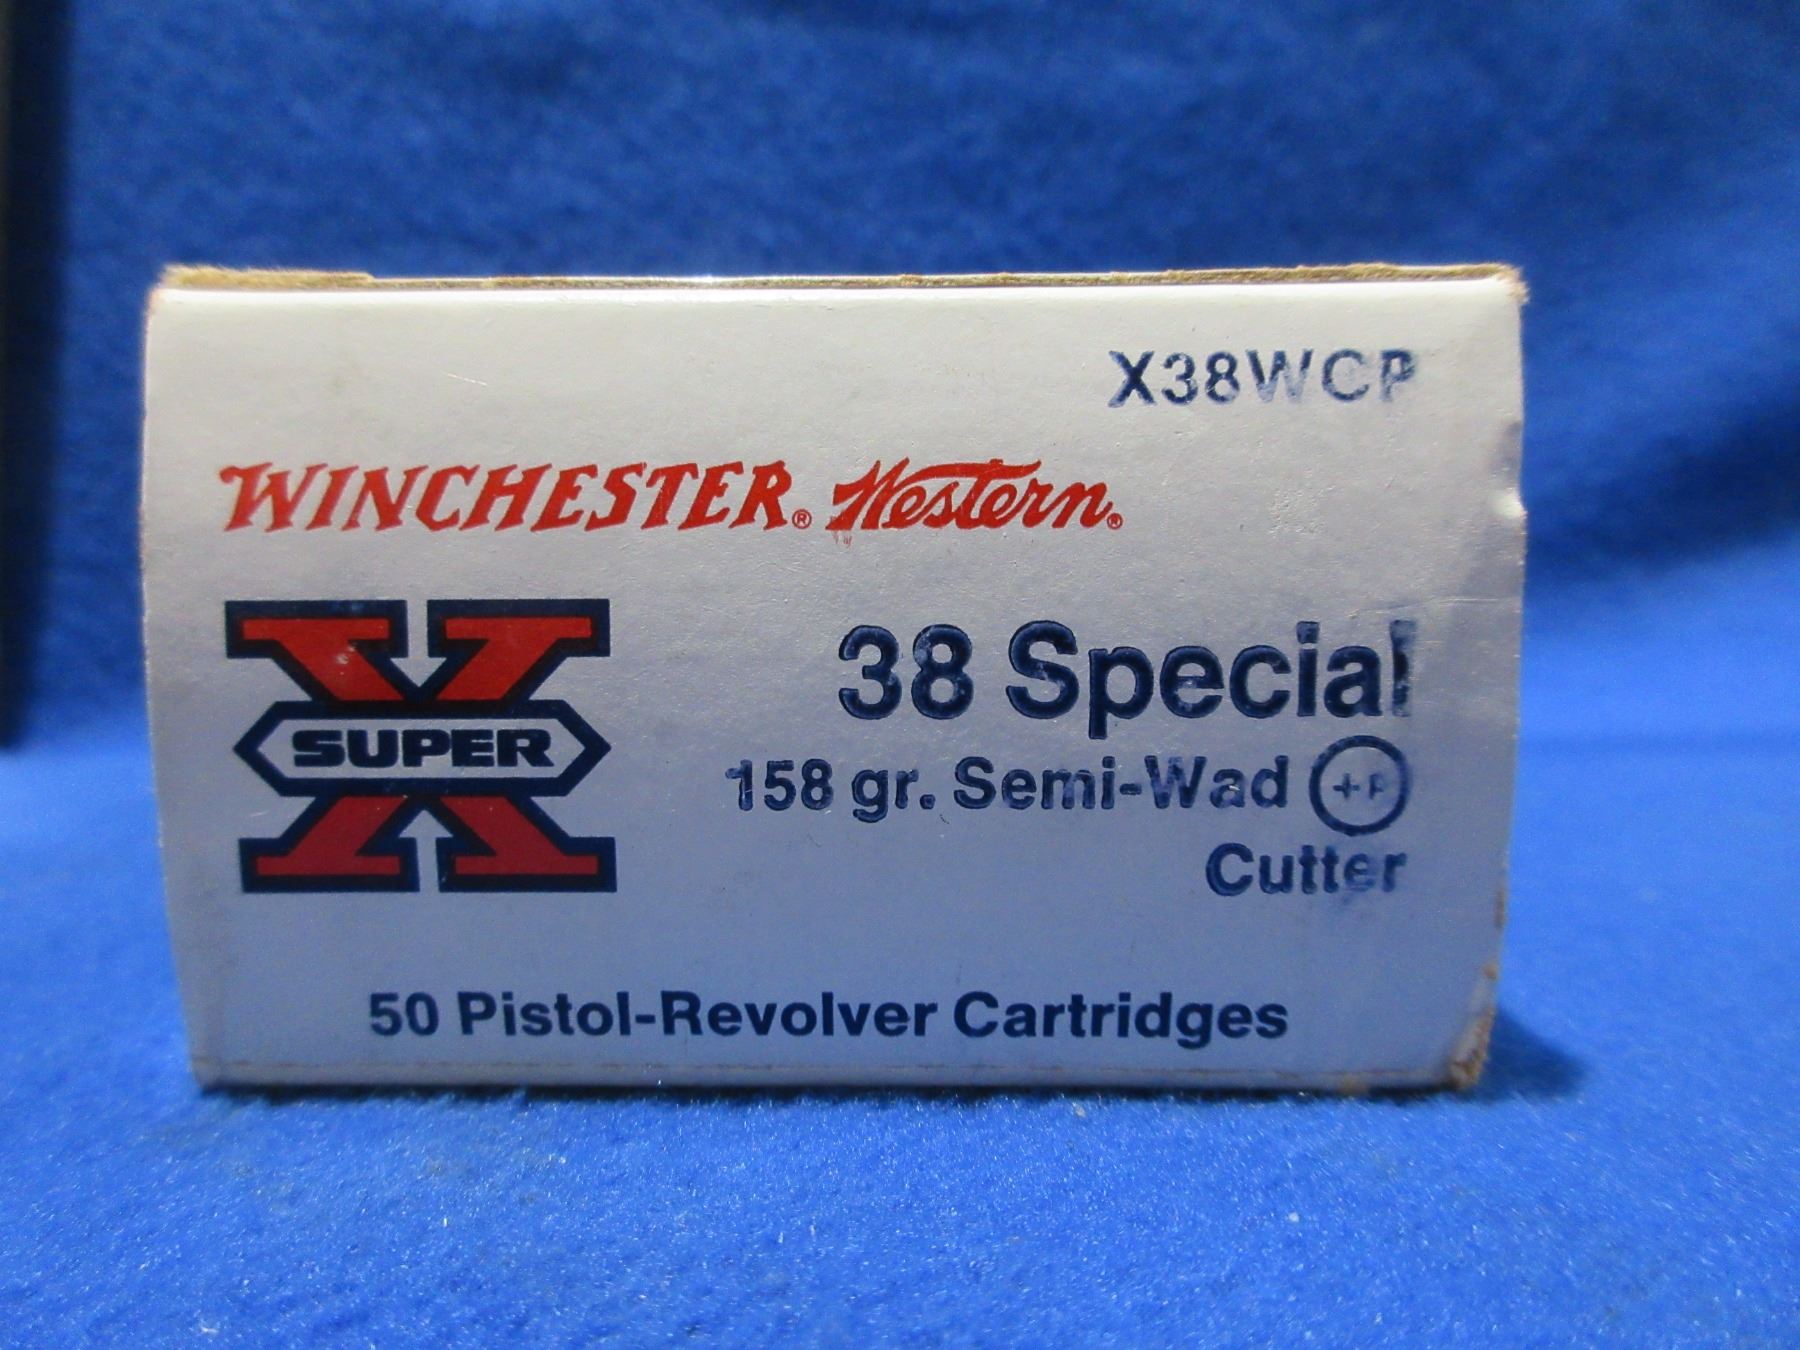 X38WCP
WINCHESTER® Western®
X
SUPER
38 Special
158 gr. Semi-Wad +P
Cutter
50 Pistol-Revolver Cartridges